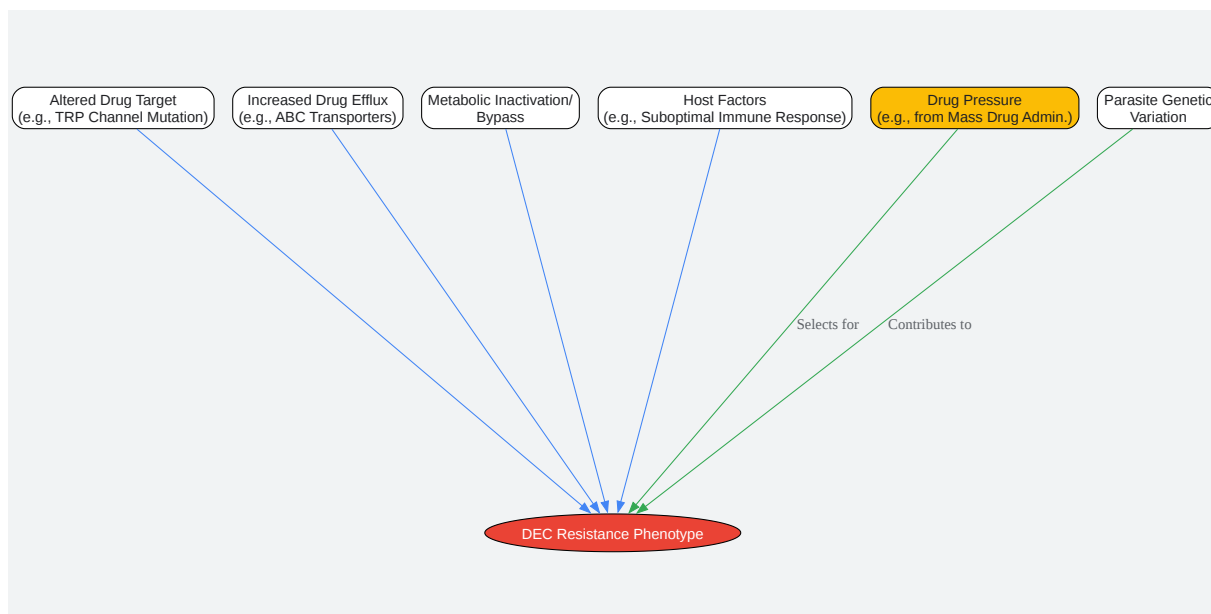 Altered Drug Target
(e.g., TRP Channel Mutation)
Increased Drug Efflux
(e.g., ABC Transporters)
Metabolic Inactivation/
Bypass
Host Factors
(e.g., Suboptimal Immune Response)
Drug Pressure
(e.g., from Mass Drug Admin.)
Parasite Genetic
Variation
Selects for
Contributes to
DEC Resistance Phenotype